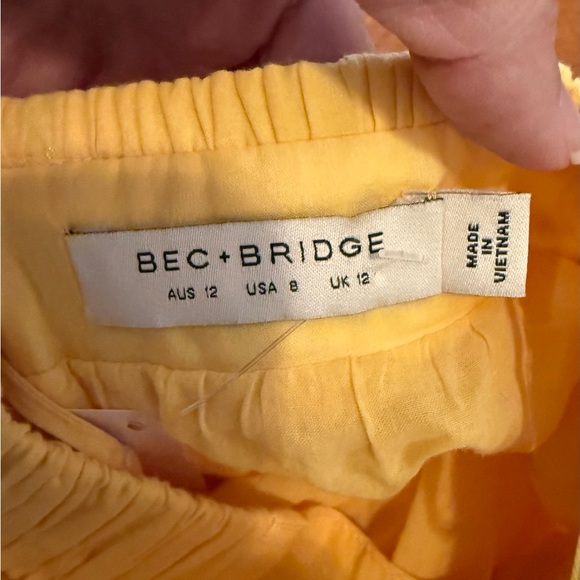 BEC+BRIDGE
AUS 12 USA 8 UK 12
MADE
IN
VIETNAM